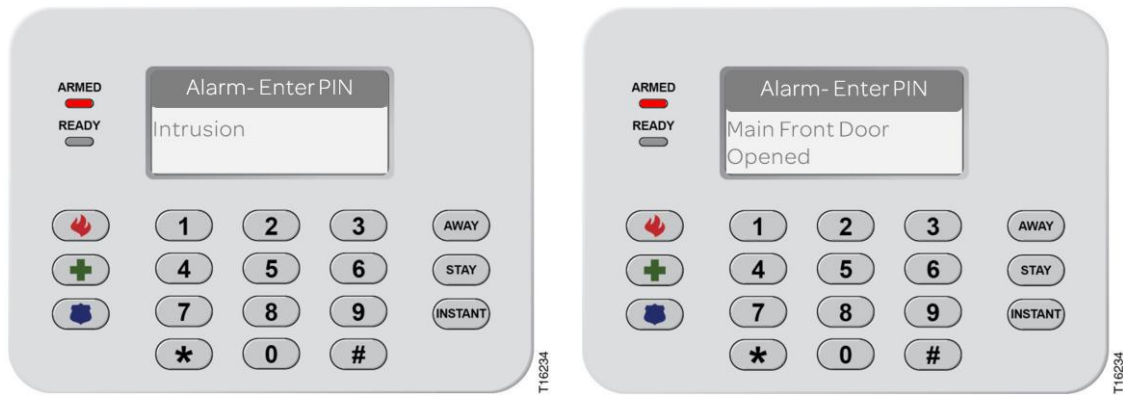 ARMED
READY
Alarm- Enter PIN
Intrusion
1 2 3 AWAY
4 5 6 STAY
7 8 9 INSTANT
* 0 #
T16234
ARMED
READY
Alarm- Enter PIN
Main Front Door
Opened
1 2 3 AWAY
4 5 6 STAY
7 8 9 INSTANT
* 0 #
T16234